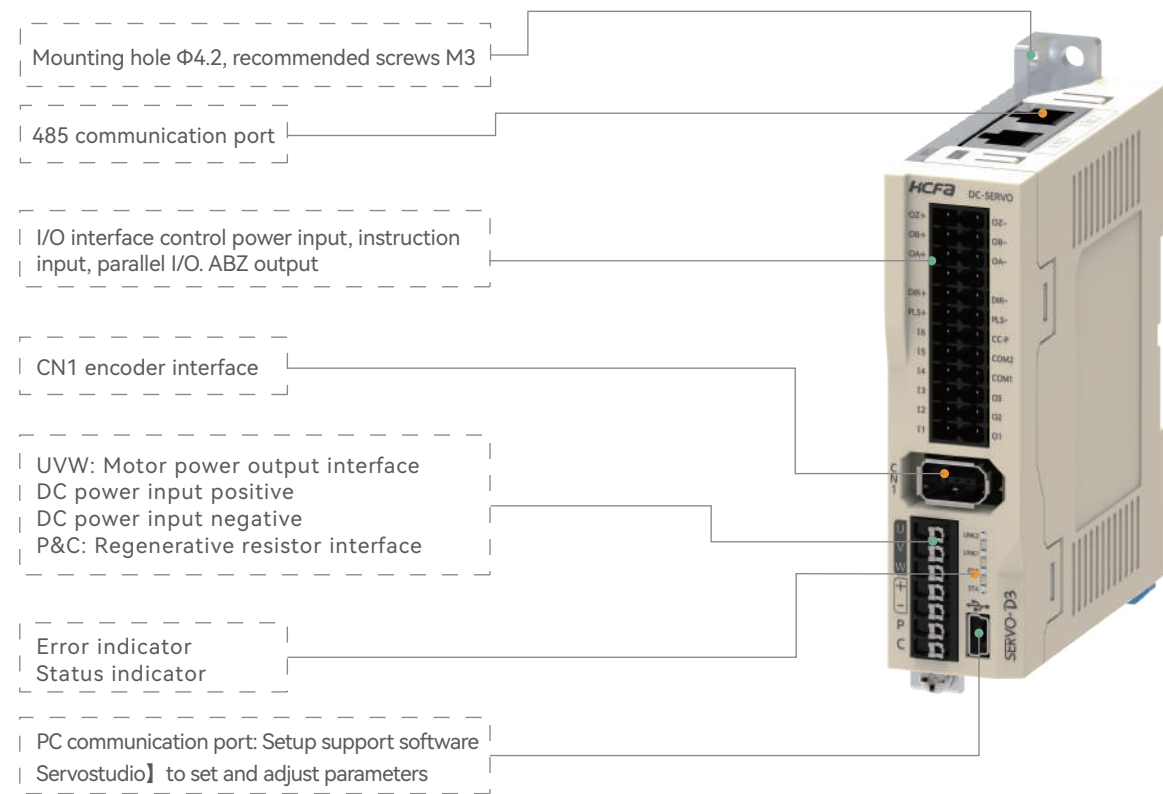 Mounting hole Φ4.2, recommended screws M3
485 communication port
I/O interface control power input, instruction
input, parallel I/O. ABZ output
CN1 encoder interface
UVW: Motor power output interface
DC power input positive
DC power input negative
P&C: Regenerative resistor interface
Error indicator
Status indicator
PC communication port: Setup support software
Servostudio】to set and adjust parameters
HCFA DC-SERVO
OZ+ OZ-
OB+ OB-
OA+ OA-
DIR+ DIR-
PLS+ PLS-
I6 CC-P
I5 COM2
I4 COM1
I3 O3
I2 O2
I1 O1
CN1
U
V
W
+
-
P
C
LINK2
LINK1
STA
SERVO-D3